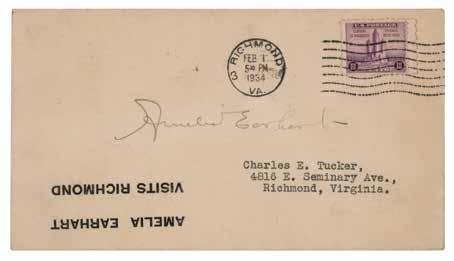 RICHMOND
FEB 1
5 PM
1934
VA.
3
U.S. POSTAGE
Amelia Earhart
Charles E. Tucker,
4816 E. Seminary Ave.,
Richmond, Virginia.
AMELIA EARHART
VISITS RICHMOND